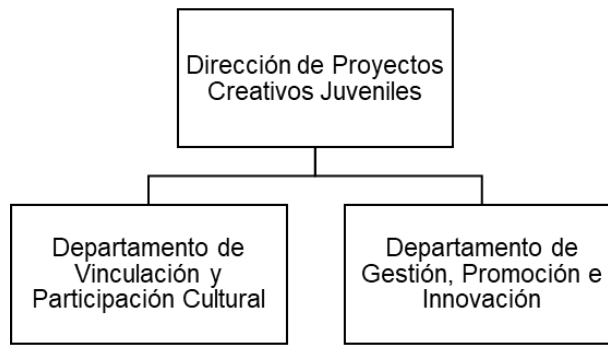 Dirección de Proyectos
Creativos Juveniles
Departamento de
Vinculación y
Participación Cultural
Departamento de
Gestión, Promoción e
Innovación